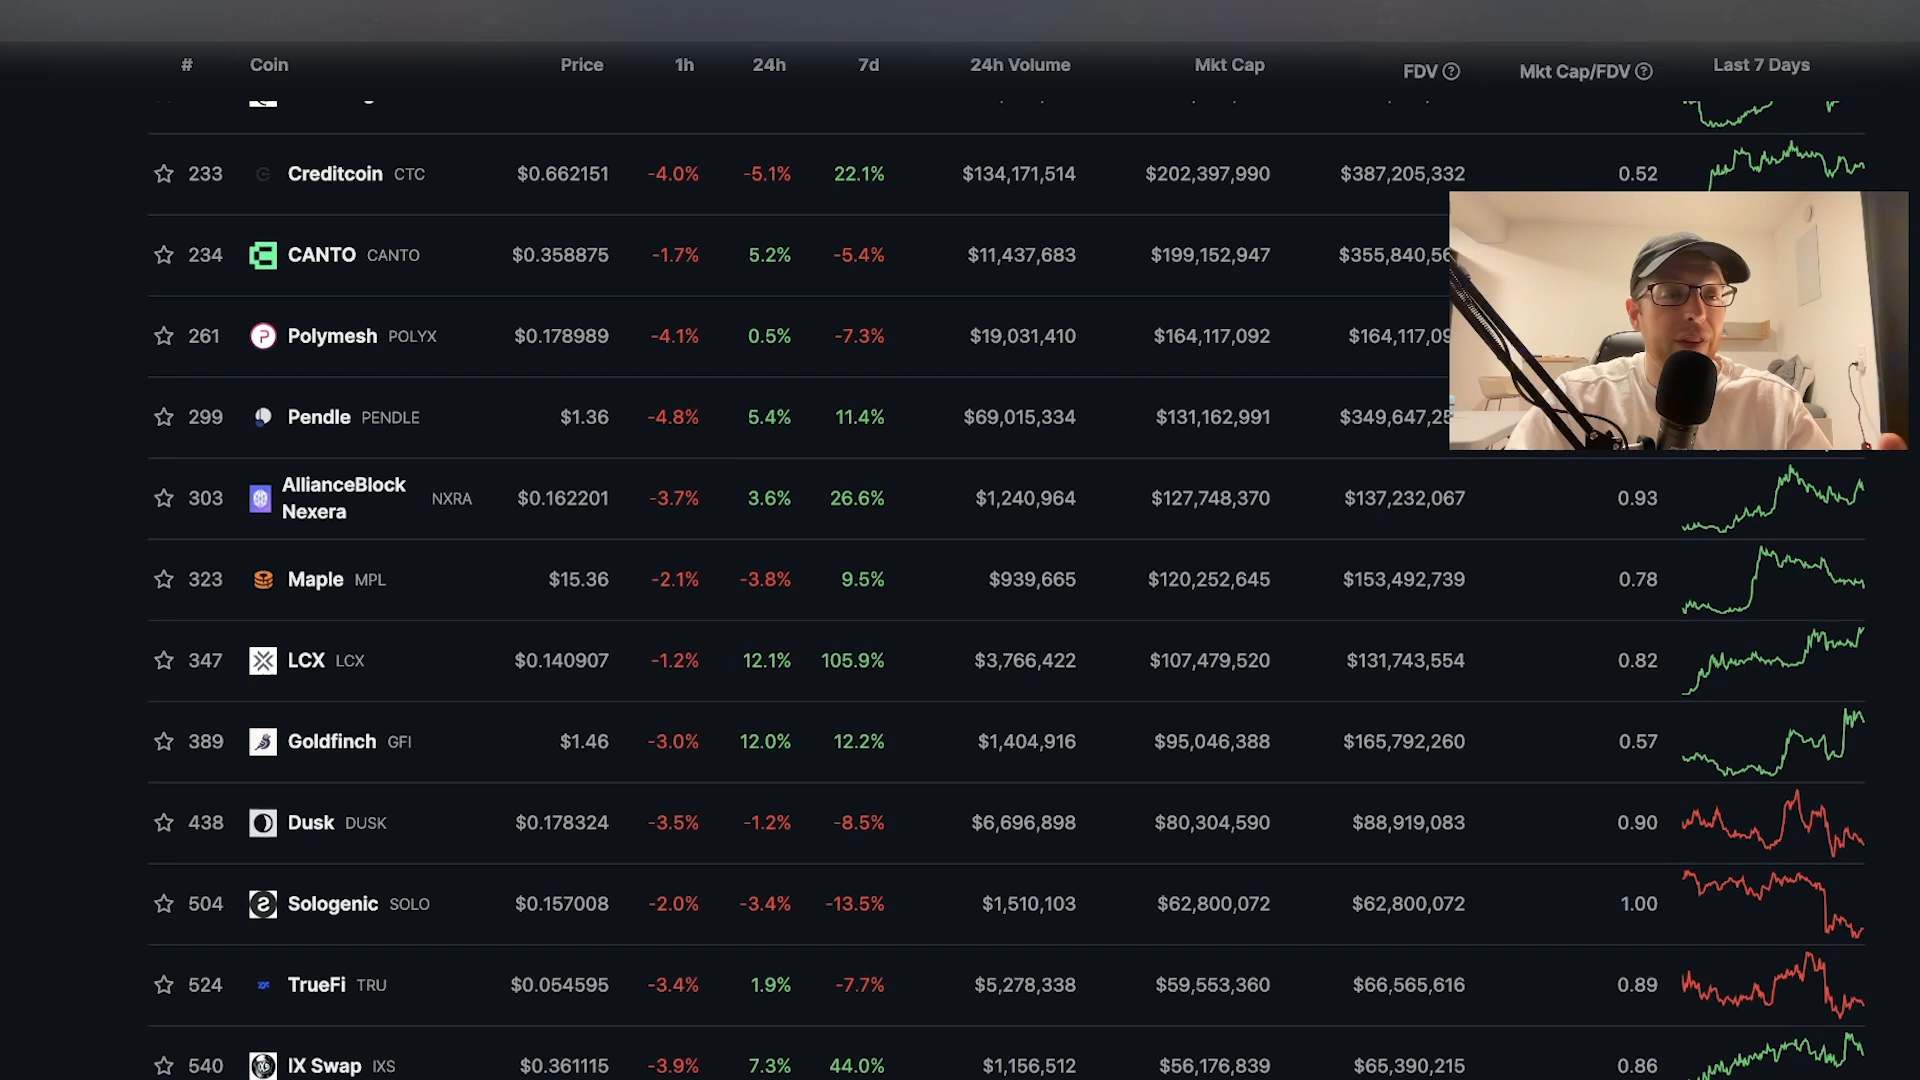 # Coin Price 1h 24h 7d 24h Volume Mkt Cap FDV Mkt Cap/FDV Last 7 Days
233 Creditcoin CTC $0.662151 -4.0% -5.1% 22.1% $134,171,514 $202,397,990 $387,205,332 0.52
234 CANTO CANTO $0.358875 -1.7% 5.2% -5.4% $11,437,683 $199,152,947
261 Polymesh POLYX $0.178989 -4.1% 0.5% -7.3% $19,031,410 $164,117,092
299 Pendle PENDLE $1.36 -4.8% 5.4% 11.4% $69,015,334 $131,162,991
303 AllianceBlock Nexera NXRA $0.162201 -3.7% 3.6% 26.6% $1,240,964 $127,748,370 $137,232,067 0.93
323 Maple MPL $15.36 -2.1% -3.8% 9.5% $939,665 $120,252,645 $153,492,739 0.78
347 LCX LCX $0.140907 -1.2% 12.1% 105.9% $3,766,422 $107,479,520 $131,743,554 0.82
389 Goldfinch GFI $1.46 -3.0% 12.0% 12.2% $1,404,916 $95,046,388 $165,792,260 0.57
438 Dusk DUSK $0.178324 -3.5% -1.2% -8.5% $6,696,898 $80,304,590 $88,919,083 0.90
504 Sologenic SOLO $0.157008 -2.0% -3.4% -13.5% $1,510,103 $62,800,072 $62,800,072 1.00
524 TrueFi TRU $0.054595 -3.4% 1.9% -7.7% $5,278,338 $59,553,360 $66,565,616 0.89
540 IX Swap IXS $0.361115 -3.9% 7.3% 44.0% $1,156,512 $56,176,839 $65,390,215 0.86